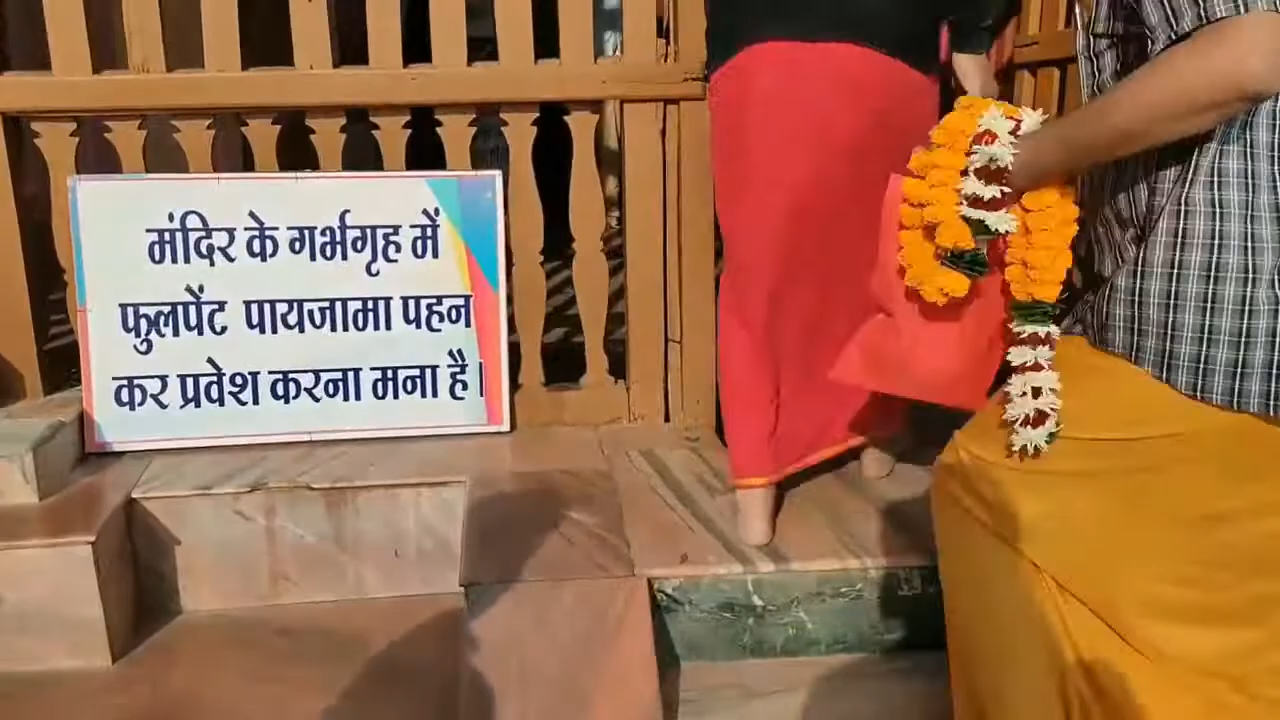 मंदिर के गर्भगृह में
फुलपेंट पायजामा पहन
कर प्रवेश करना मना है।